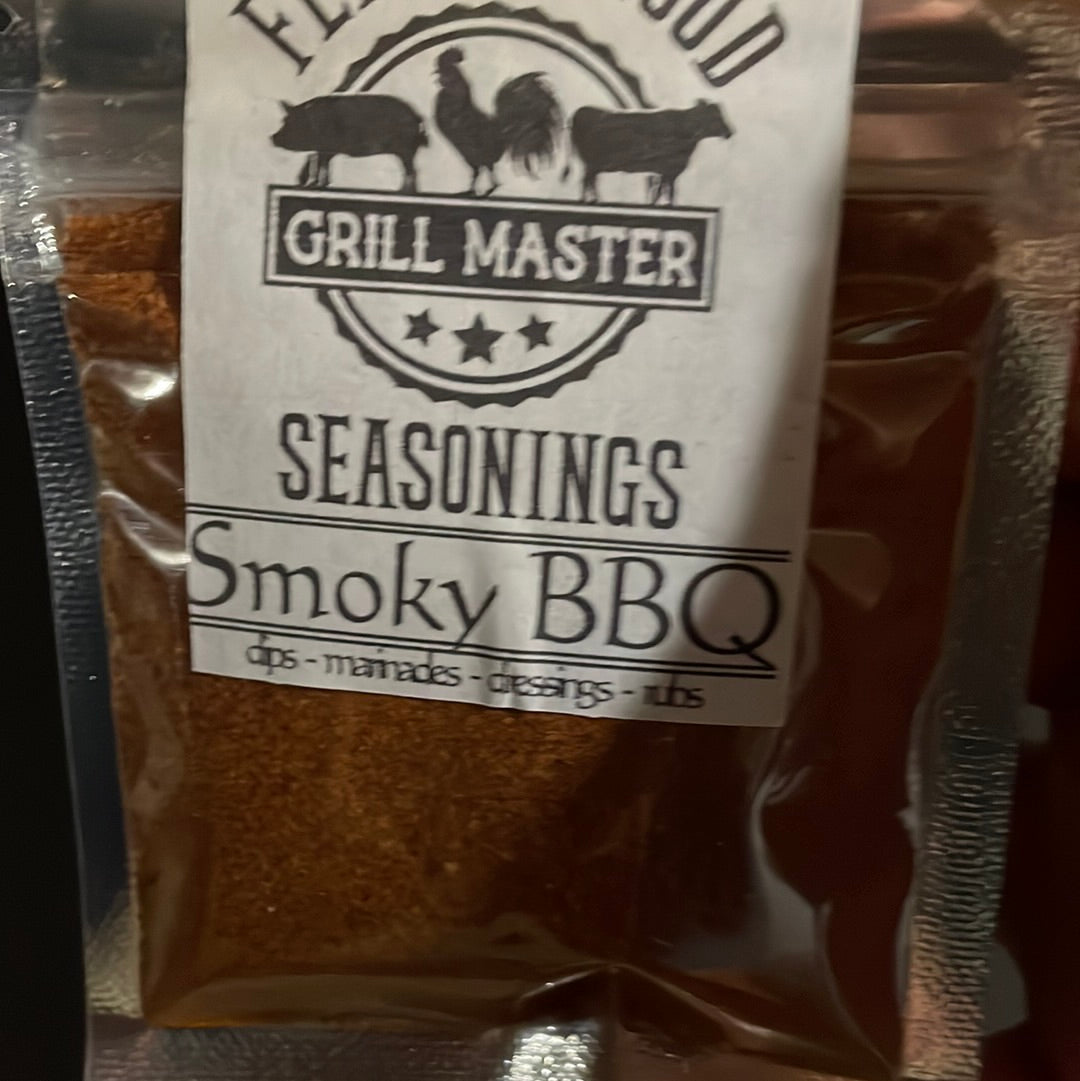 GRILL MASTER
SEASONINGS
Smoky BBQ
dips - marinades - dressings - rubs